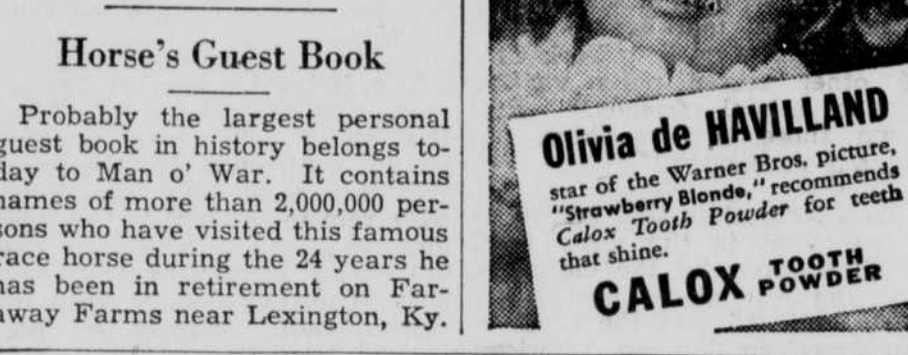 Horse's Guest Book
Probably the largest personal
guest book in history belongs to-
day to Man o' War. It contains
names of more than 2,000,000 per-
sons who have visited this famous
race horse during the 24 years he
has been in retirement on Far-
away Farms near Lexington, Ky.
Olivia de HAVILLAND
star of the Warner Bros. picture,
"Strawberry Blonde," recommends
Calox Tooth Powder for teeth
that shine.
CALOX TOOTH
POWDER